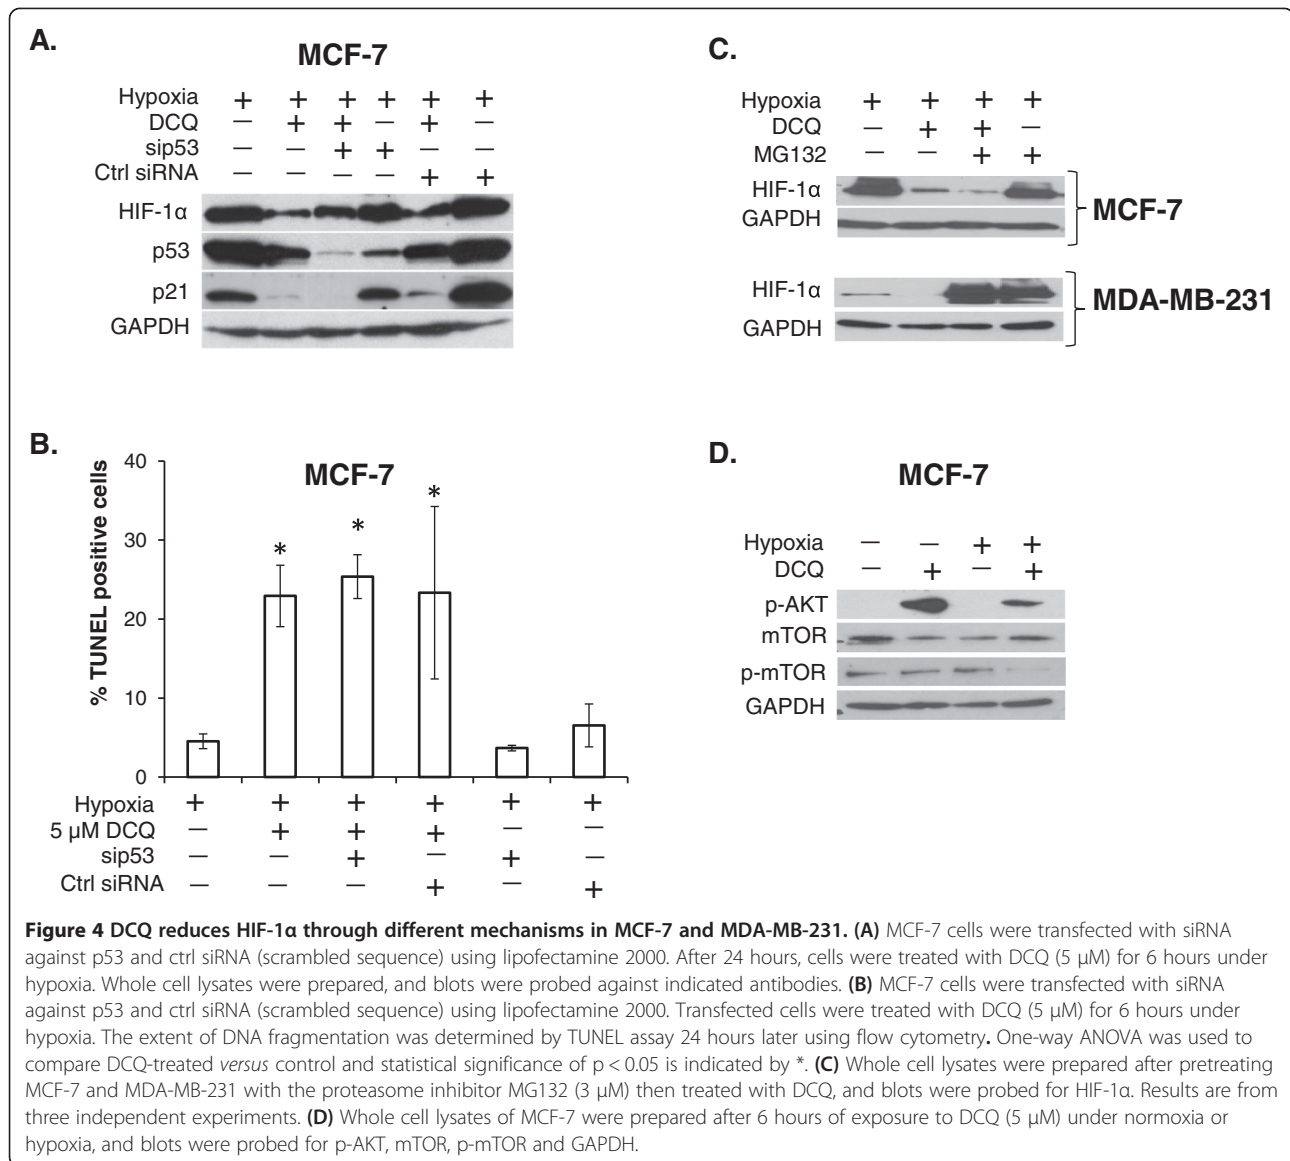 A.
MCF-7
Hypoxia + + + + + +
DCQ — + + — + —
sip53 — — + + — —
Ctrl siRNA — — — — + +
HIF-1α
p53
p21
GAPDH
B.
MCF-7
% TUNEL positive cells
40
30
20
10
0
* * *
Hypoxia + + + + + +
5 µM DCQ — + + + — —
sip53 — — + — + —
Ctrl siRNA — — — + — +
C.
Hypoxia + + + +
DCQ — + + —
MG132 — — + +
HIF-1α
GAPDH
MCF-7
HIF-1α
GAPDH
MDA-MB-231
D.
MCF-7
Hypoxia — — + +
DCQ — + — +
p-AKT
mTOR
p-mTOR
GAPDH
Figure 4 DCQ reduces HIF-1α through different mechanisms in MCF-7 and MDA-MB-231. (A) MCF-7 cells were transfected with siRNA
against p53 and ctrl siRNA (scrambled sequence) using lipofectamine 2000. After 24 hours, cells were treated with DCQ (5 µM) for 6 hours under
hypoxia. Whole cell lysates were prepared, and blots were probed against indicated antibodies. (B) MCF-7 cells were transfected with siRNA
against p53 and ctrl siRNA (scrambled sequence) using lipofectamine 2000. Transfected cells were treated with DCQ (5 µM) for 6 hours under
hypoxia. The extent of DNA fragmentation was determined by TUNEL assay 24 hours later using flow cytometry. One-way ANOVA was used to
compare DCQ-treated versus control and statistical significance of p < 0.05 is indicated by *. (C) Whole cell lysates were prepared after pretreating
MCF-7 and MDA-MB-231 with the proteasome inhibitor MG132 (3 µM) then treated with DCQ, and blots were probed for HIF-1α. Results are from
three independent experiments. (D) Whole cell lysates of MCF-7 were prepared after 6 hours of exposure to DCQ (5 µM) under normoxia or
hypoxia, and blots were probed for p-AKT, mTOR, p-mTOR and GAPDH.